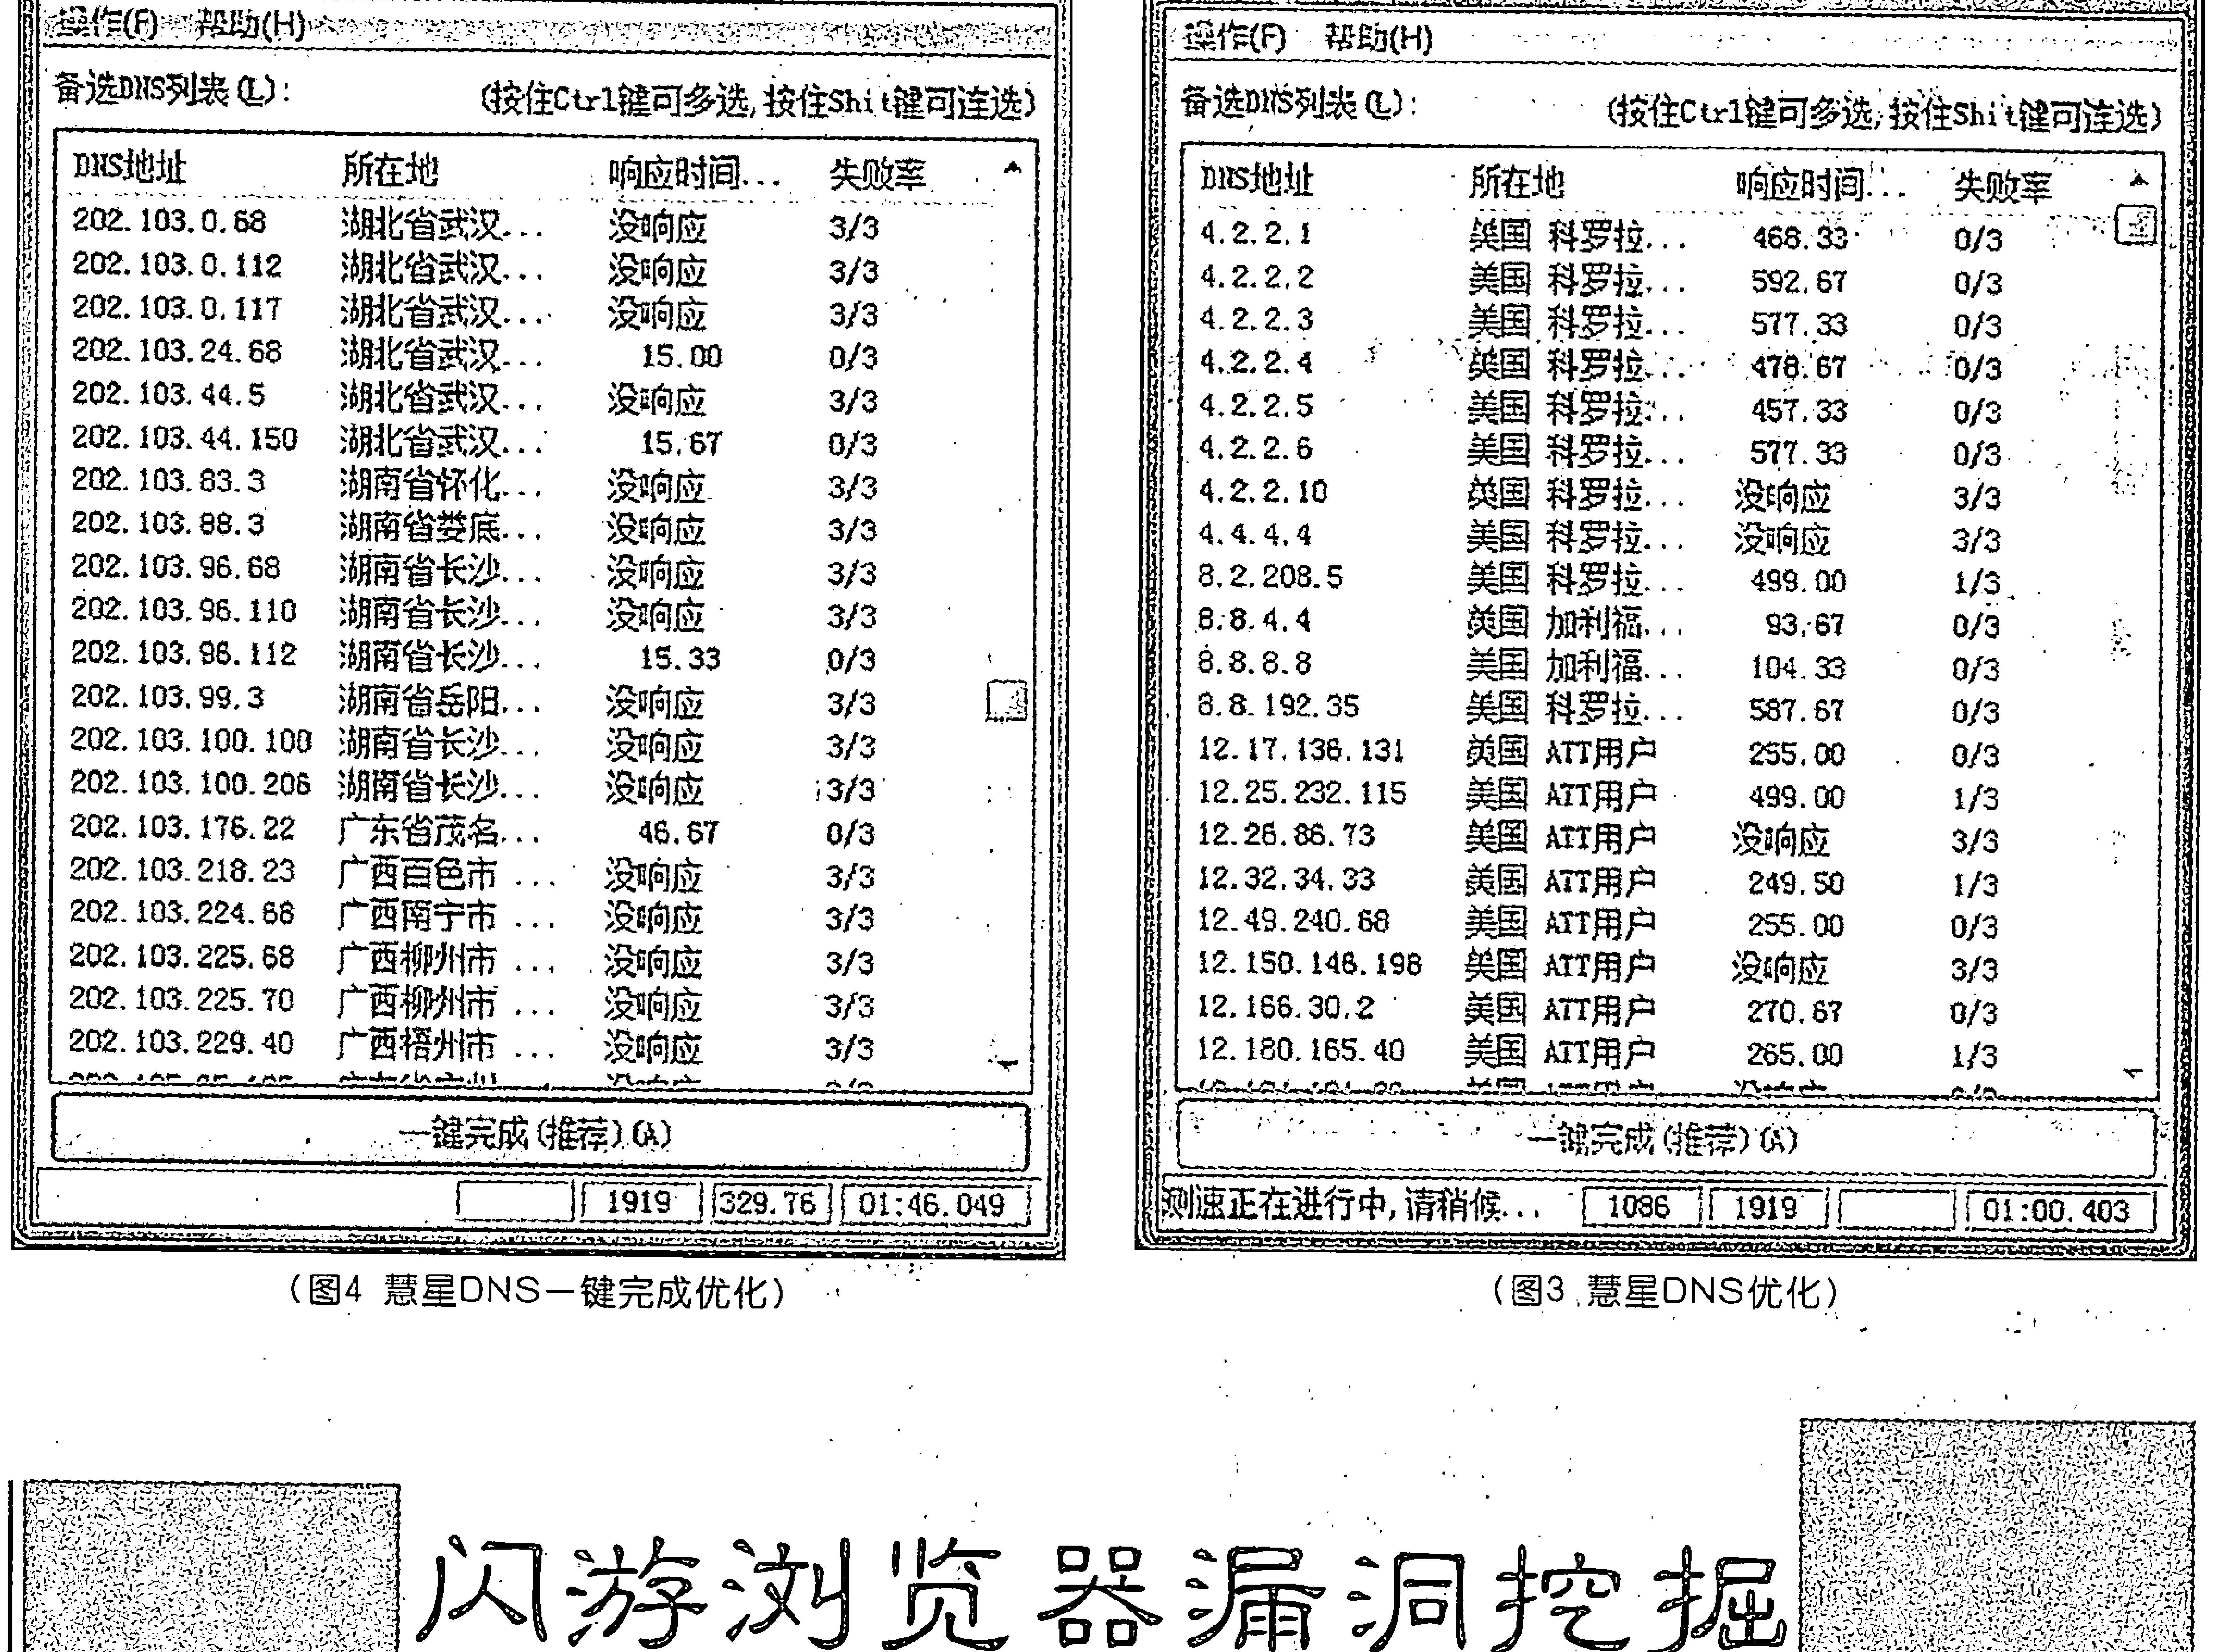 操作(F) 帮助(H)
备选DNS列表(L): (按住Ctrl键可多选,按住Shit键可连选)
DNS地址 所在地 响应时间... 失败率
202.103.0.68 湖北省武汉... 没响应 3/3
202.103.0.112 湖北省武汉... 没响应 3/3
202.103.0.117 湖北省武汉... 没响应 3/3
202.103.24.68 湖北省武汉... 15.00 0/3
202.103.44.5 湖北省武汉... 没响应 3/3
202.103.44.150 湖北省武汉... 15.67 0/3
202.103.83.3 湖南省怀化... 没响应 3/3
202.103.88.3 湖南省娄底... 没响应 3/3
202.103.96.68 湖南省长沙... 没响应 3/3
202.103.96.110 湖南省长沙... 没响应 3/3
202.103.96.112 湖南省长沙... 15.33 0/3
202.103.99.3 湖南省岳阳... 没响应 3/3
202.103.100.100 湖南省长沙... 没响应 3/3
202.103.100.206 湖南省长沙... 没响应 3/3
202.103.176.22 广东省茂名... 46.67 0/3
202.103.218.23 广西百色市 ... 没响应 3/3
202.103.224.68 广西南宁市 ... 没响应 3/3
202.103.225.68 广西柳州市 ... 没响应 3/3
202.103.225.70 广西柳州市 ... 没响应 3/3
202.103.229.40 广西梧州市 ... 没响应 3/3
一键完成(推荐)(A)
1919 329.76 01:46.049
(图4 慧星DNS一键完成优化)
操作(F) 帮助(H)
备选DNS列表(L): (按住Ctrl键可多选,按住Shit键可连选)
DNS地址 所在地 响应时间... 失败率
4.2.2.1 美国 科罗拉... 468.33 0/3
4.2.2.2 美国 科罗拉... 592.67 0/3
4.2.2.3 美国 科罗拉... 577.33 0/3
4.2.2.4 美国 科罗拉... 478.67 0/3
4.2.2.5 美国 科罗拉... 457.33 0/3
4.2.2.6 美国 科罗拉... 577.33 0/3
4.2.2.10 美国 科罗拉... 没响应 3/3
4.4.4.4 美国 科罗拉... 没响应 3/3
8.2.208.5 美国 科罗拉... 499.00 1/3
8.8.4.4 美国 加利福... 93.67 0/3
8.8.8.8 美国 加利福... 104.33 0/3
8.8.192.35 美国 科罗拉... 587.67 0/3
12.17.136.131 美国 ATT用户 255.00 0/3
12.25.232.115 美国 ATT用户 499.00 1/3
12.26.86.73 美国 ATT用户 没响应 3/3
12.32.34.33 美国 ATT用户 249.50 1/3
12.49.240.68 美国 ATT用户 255.00 0/3
12.150.146.198 美国 ATT用户 没响应 3/3
12.166.30.2 美国 ATT用户 270.67 0/3
12.180.165.40 美国 ATT用户 265.00 1/3
一键完成(推荐)(A)
测速正在进行中,请稍候... 1086 1919 01:00.403
(图3 慧星DNS优化)
闪游浏览器漏洞挖掘